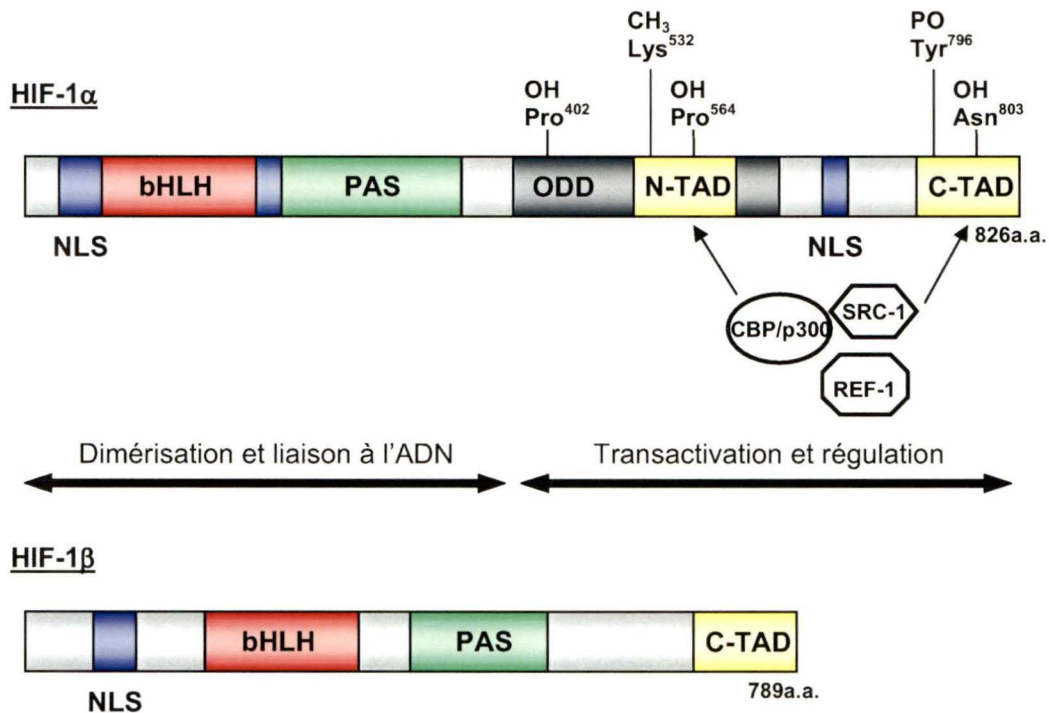 CH₃
Lys⁵³²
PO
Tyr⁷⁹⁶
HIF-1α
OH
Pro⁴⁰²
OH
Pro⁵⁶⁴
OH
Asn⁸⁰³
bHLH
PAS
ODD
N-TAD
C-TAD
NLS
NLS
826a.a.
CBP/p300
SRC-1
REF-1
Dimérisation et liaison à l'ADN
Transactivation et régulation
HIF-1β
bHLH
PAS
C-TAD
NLS
789a.a.